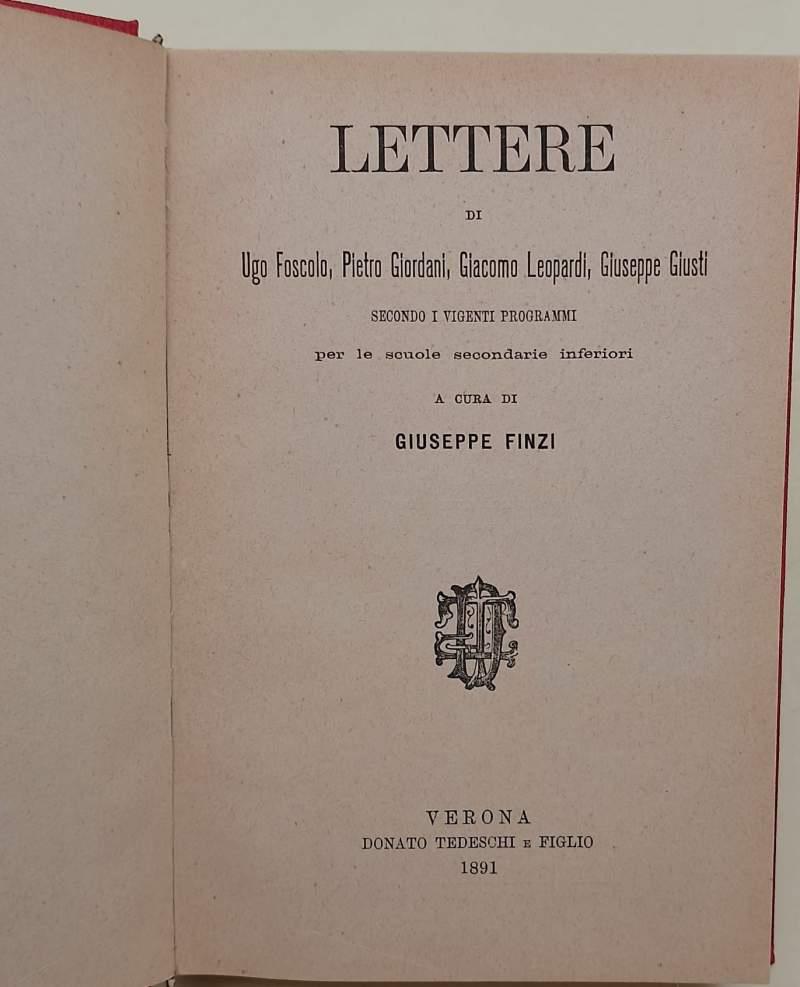 LETTERE
DI
Ugo Foscolo, Pietro Giordani, Giacomo Leopardi, Giuseppe Giusti
SECONDO I VIGENTI PROGRAMMI
per le scuole secondarie inferiori
A CURA DI
GIUSEPPE FINZI
VERONA
DONATO TEDESCHI E FIGLIO
1891